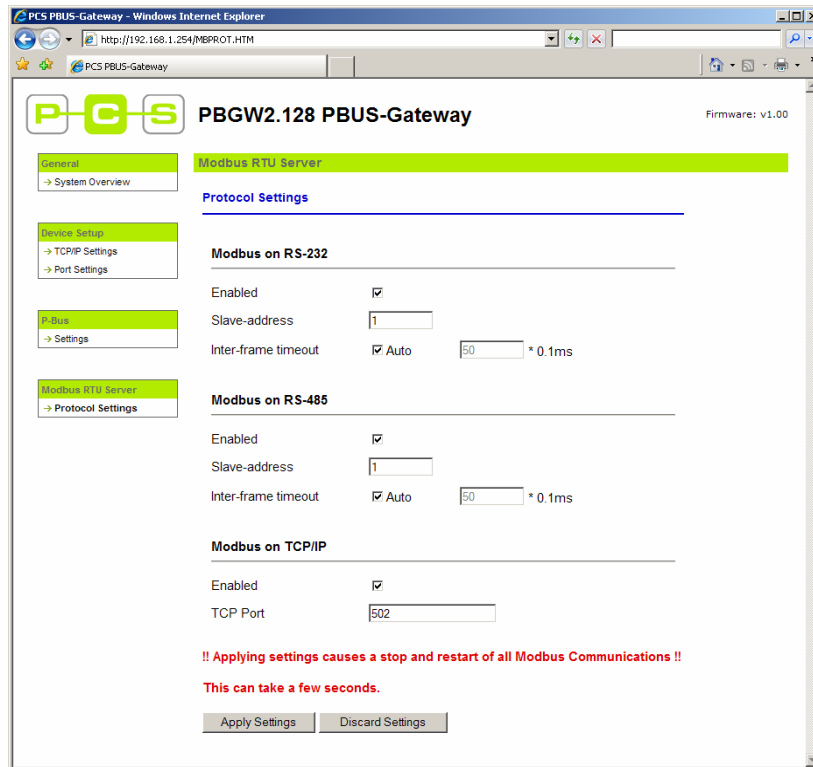 PCS PBUS-Gateway - Windows Internet Explorer
http://192.168.1.254/MBPROT.HTM
PCS PBUS-Gateway
PCS PBGW2.128 PBUS-Gateway Firmware: v1.00
General
System Overview
Device Setup
TCP/IP Settings
Port Settings
P-Bus
Settings
Modbus RTU Server
Protocol Settings
Modbus RTU Server
Protocol Settings
Modbus on RS-232
Enabled
Slave-address 1
Inter-frame timeout Auto 50 * 0.1ms
Modbus on RS-485
Enabled
Slave-address 1
Inter-frame timeout Auto 50 * 0.1ms
Modbus on TCP/IP
Enabled
TCP Port 502
!! Applying settings causes a stop and restart of all Modbus Communications !!
This can take a few seconds.
Apply Settings Discard Settings